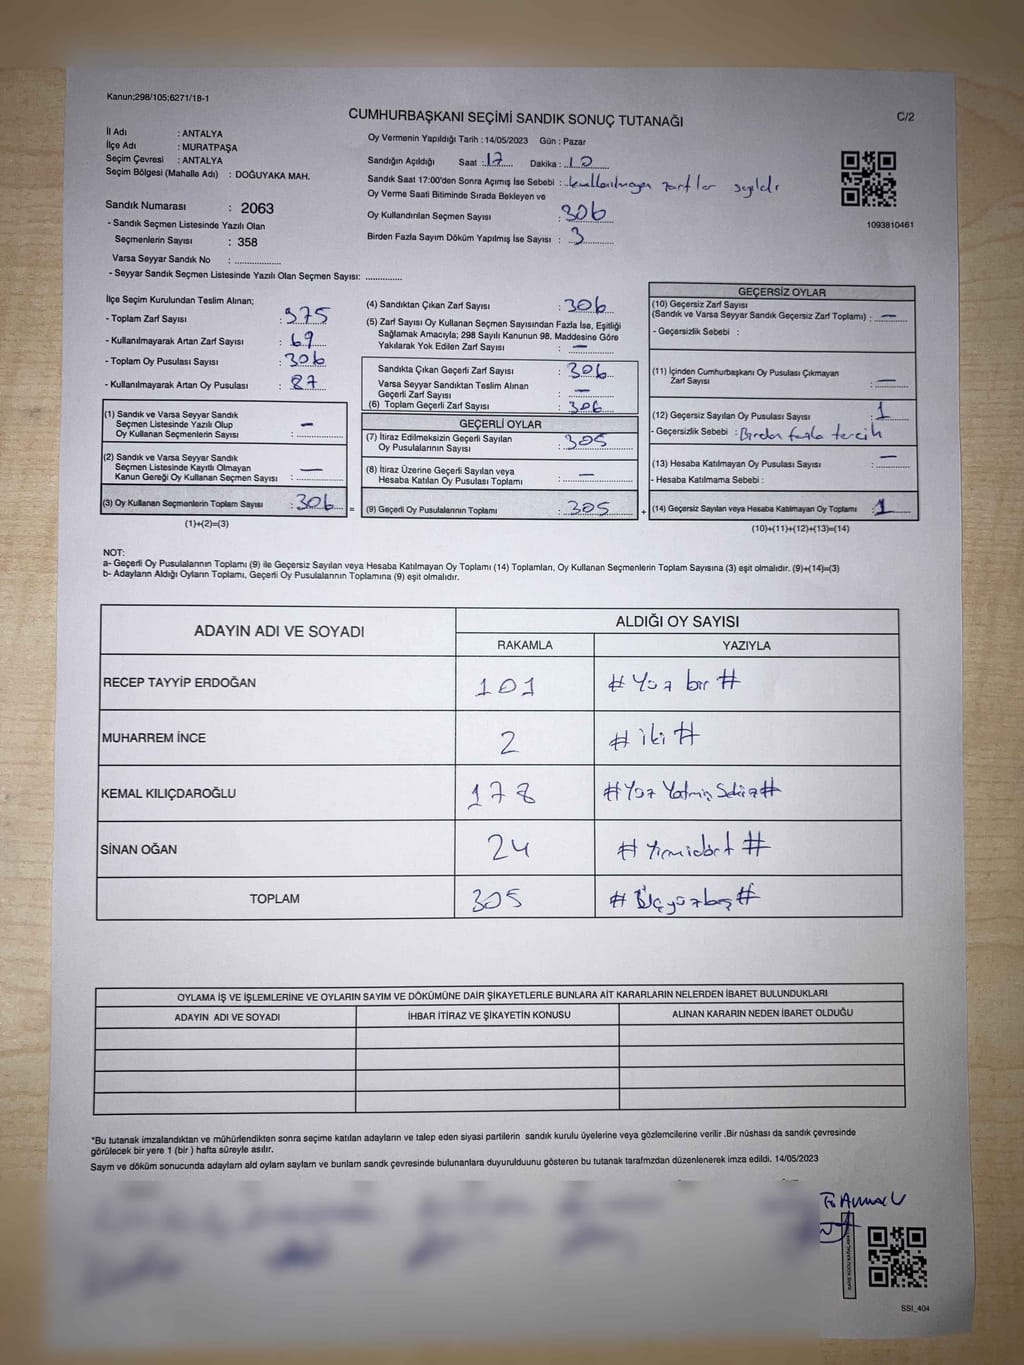 Kanun;298/105;6271/18-1
CUMHURBAŞKANI SEÇİMİ SANDIK SONUÇ TUTANAĞI
C/2
İl Adı : ANTALYA
İlçe Adı : MURATPAŞA
Seçim Çevresi : ANTALYA
Seçim Bölgesi (Mahalle Adı) : DOĞUYAKA MAH.
Sandık Numarası : 2063
- Sandık Seçmen Listesinde Yazılı Olan
Seçmenlerin Sayısı : 358
Varsa Seyyar Sandık No :
- Seyyar Sandık Seçmen Listesinde Yazılı Olan Seçmen Sayısı:
Oy Vermenin Yapıldığı Tarih : 14/05/2023 Gün : Pazar
Sandığın Açıldığı Saat : 17 Dakika : 10
Sandık Saat 17:00'den Sonra Açımış İse Sebebi : kullanılmayan zarflar sayıldı
Oy Verme Saati Bitiminde Sırada Bekleyen ve
Oy Kullandırılan Seçmen Sayısı : 306
Birden Fazla Sayım Döküm Yapılmış İse Sayısı : 3
1093810461
İlçe Seçim Kurulundan Teslim Alınan;
- Toplam Zarf Sayısı : 375
- Kullanılmayarak Artan Zarf Sayısı : 69
- Toplam Oy Pusulası Sayısı : 306
- Kullanılmayarak Artan Oy Pusulası : 87
(1) Sandık ve Varsa Seyyar Sandık
Seçmen Listesinde Yazılı Olup
Oy Kullanan Seçmenlerin Sayısı : —
(2) Sandık ve Varsa Seyyar Sandık
Seçmen Listesinde Kayıtlı Olmayan
Kanun Gereği Oy Kullanan Seçmen Sayısı : —
(3) Oy Kullanan Seçmenlerin Toplam Sayısı : 306
(1)+(2)=(3)
(4) Sandıktan Çıkan Zarf Sayısı : 306
(5) Zarf Sayısı Oy Kullanan Seçmen Sayısından Fazla İse, Eşitliği
Sağlamak Amacıyla; 298 Sayılı Kanunun 98. Maddesine Göre
Yakılarak Yok Edilen Zarf Sayısı : —
Sandıkta Çıkan Geçerli Zarf Sayısı : 306
Varsa Seyyar Sandıktan Teslim Alınan
Geçerli Zarf Sayısı : —
(6) Toplam Geçerli Zarf Sayısı : 306
GEÇERLİ OYLAR
(7) İtiraz Edilmeksizin Geçerli Sayılan
Oy Pusulalarının Sayısı : 305
(8) İtiraz Üzerine Geçerli Sayılan veya
Hesaba Katılan Oy Pusulası Toplamı : —
= (9) Geçerli Oy Pusulalarının Toplamı : 305 +
GEÇERSİZ OYLAR
(10) Geçersiz Zarf Sayısı
(Sandık ve Varsa Seyyar Sandık Geçersiz Zarf Toplamı) : —
- Geçersizlik Sebebi :
(11) İçinden Cumhurbaşkanı Oy Pusulası Çıkmayan
Zarf Sayısı : —
(12) Geçersiz Sayılan Oy Pusulası Sayısı : 1
- Geçersizlik Sebebi : Birden fazla tercih
(13) Hesaba Katılmayan Oy Pusulası Sayısı : —
- Hesaba Katılmama Sebebi :
(14) Geçersiz Sayılan veya Hesaba Katılmayan Oy Toplamı : 1
(10)+(11)+(12)+(13)=(14)
NOT:
a- Geçerli Oy Pusulalarının Toplamı (9) ile Geçersiz Sayılan veya Hesaba Katılmayan Oy Toplamı (14) Toplamları, Oy Kullanan Seçmenlerin Toplam Sayısına (3) eşit olmalıdır. (9)+(14)=(3)
b- Adayların Aldığı Oyların Toplamı, Geçerli Oy Pusulalarının Toplamına (9) eşit olmalıdır.
ADAYIN ADI VE SOYADI
ALDIĞI OY SAYISI
RAKAMLA YAZIYLA
RECEP TAYYİP ERDOĞAN 101 # Yüz bir #
MUHARREM İNCE 2 # iki #
KEMAL KILIÇDAROĞLU 178 # Yüz Yetmiş Sekiz #
SİNAN OĞAN 24 # Yirmidört #
TOPLAM 305 # Üçyüzbeş #
OYLAMA İŞ VE İŞLEMLERİNE VE OYLARIN SAYIM VE DÖKÜMÜNE DAİR ŞİKAYETLERLE BUNLARA AİT KARARLARIN NELERDEN İBARET BULUNDUKLARI
ADAYIN ADI VE SOYADI İHBAR İTİRAZ VE ŞİKAYETİN KONUSU ALINAN KARARIN NEDEN İBARET OLDUĞU
*Bu tutanak imzalandıktan ve mühürlendikten sonra seçime katılan adayların ve talep eden siyasi partilerin sandık kurulu üyelerine veya gözlemcilerine verilir .Bir nüshası da sandık çevresinde
görülecek bir yere 1 (bir ) hafta süreyle asılır.
Sayım ve döküm sonucunda adaylam ald oylam saylam ve bunlam sandk çevresinde bulunanlara duyurulduunu gösteren bu tutanak tarafmzdan düzenlenerek imza edildi. 14/05/2023
SSI_404